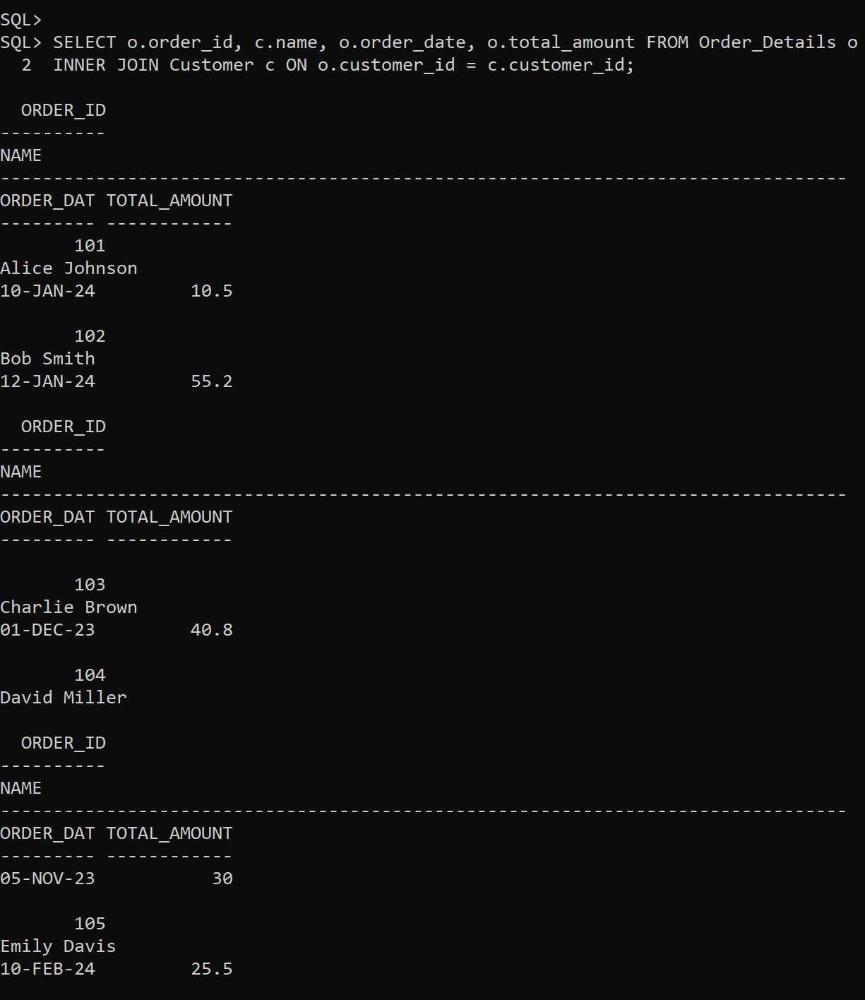 SQL>
SQL> SELECT o.order_id, c.name, o.order_date, o.total_amount FROM Order_Details o
  2  INNER JOIN Customer c ON o.customer_id = c.customer_id;

  ORDER_ID
----------
NAME
--------------------------------------------------------------------------------
ORDER_DAT TOTAL_AMOUNT
--------- ------------
       101
Alice Johnson
10-JAN-24         10.5

       102
Bob Smith
12-JAN-24         55.2

  ORDER_ID
----------
NAME
--------------------------------------------------------------------------------
ORDER_DAT TOTAL_AMOUNT
--------- ------------

       103
Charlie Brown
01-DEC-23         40.8

       104
David Miller

  ORDER_ID
----------
NAME
--------------------------------------------------------------------------------
ORDER_DAT TOTAL_AMOUNT
--------- ------------
05-NOV-23           30

       105
Emily Davis
10-FEB-24         25.5